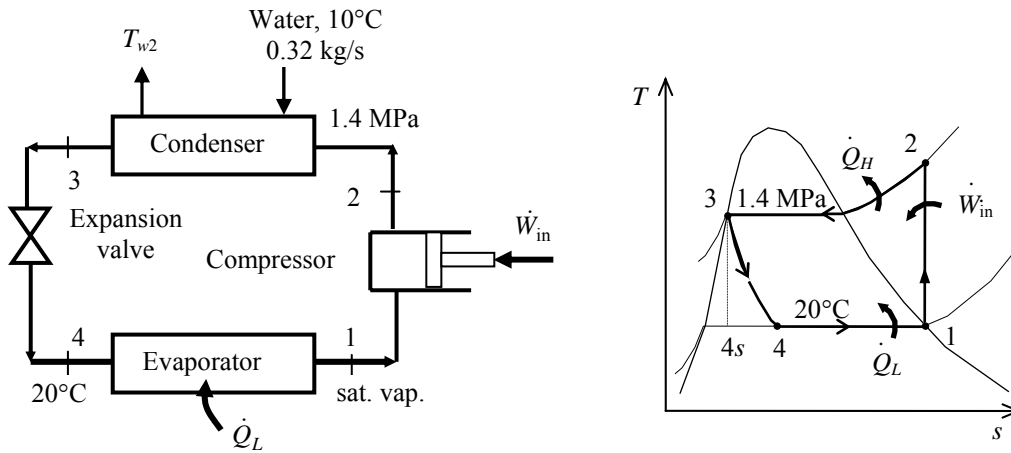 Water, 10°C
0.32 kg/s
T_w2
Condenser
1.4 MPa
3
2
Expansion
valve
Compressor
Ẇ_in
4
1
Evaporator
20°C
sat. vap.
Q̇_L
T
2
Q̇_H
3
1.4 MPa
Ẇ_in
20°C
4s
4
Q̇_L
1
s